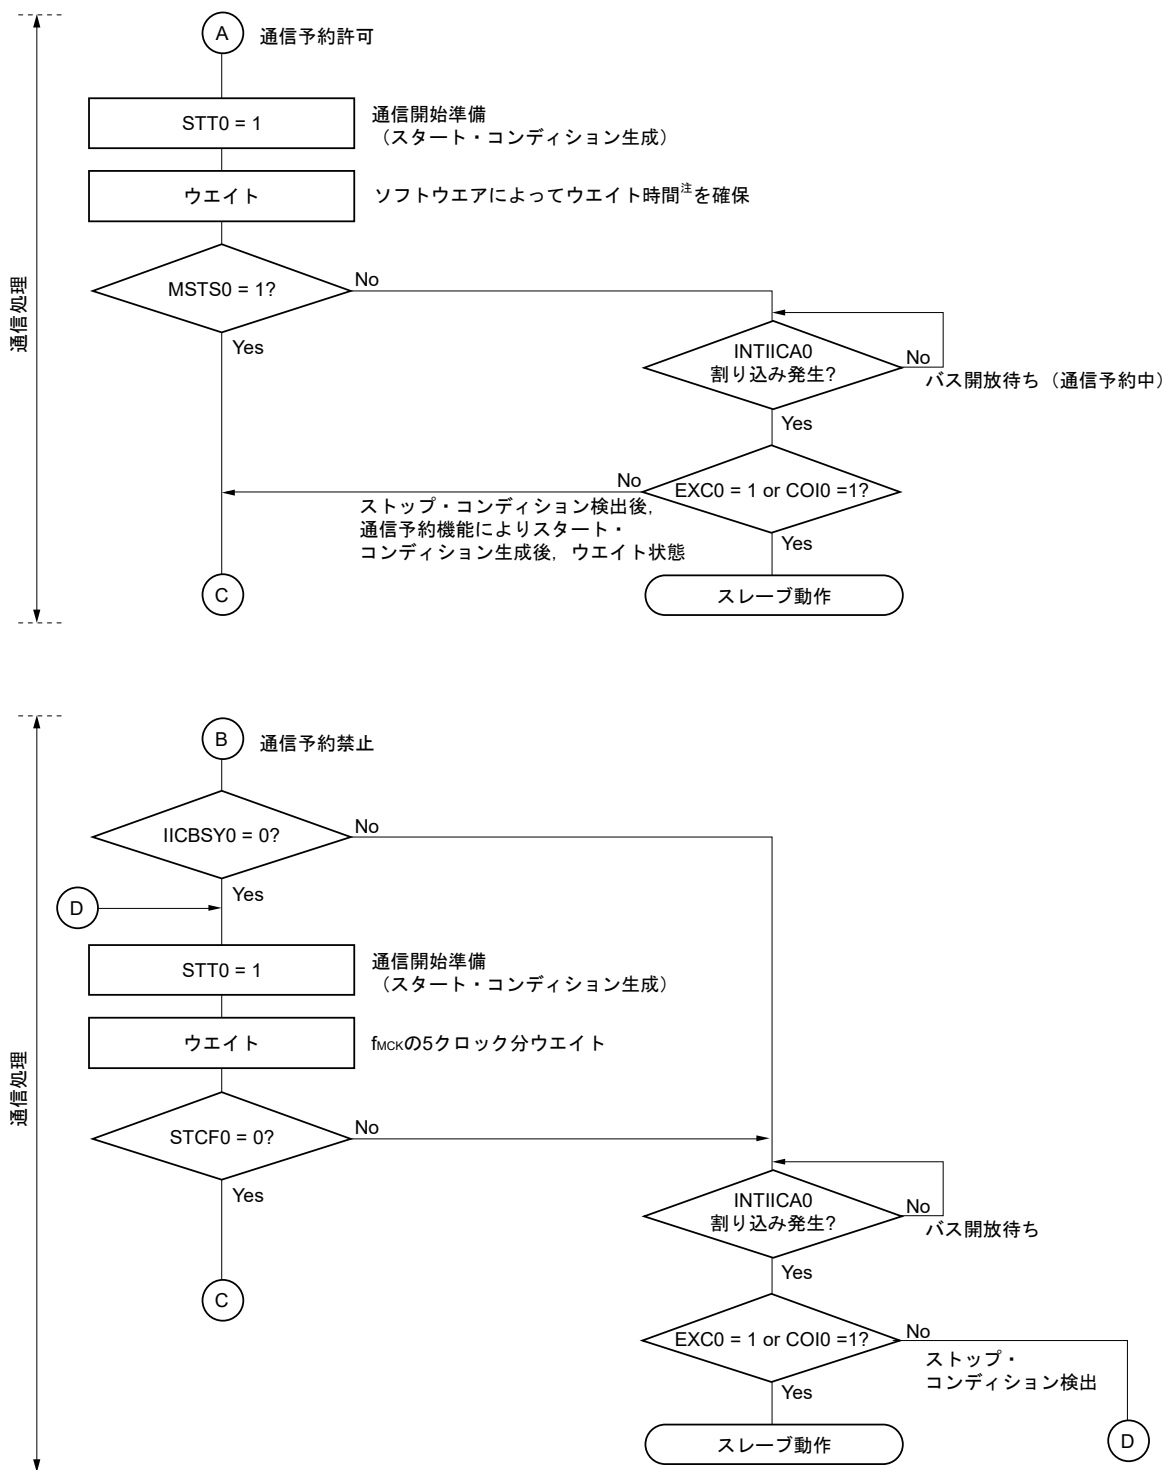 A 通信予約許可
STT0 = 1
通信開始準備
（スタート・コンディション生成）
ウエイト
ソフトウエアによってウエイト時間注を確保
MSTS0 = 1?
No
Yes
通信処理
INTIICA0
割り込み発生?
No
バス開放待ち（通信予約中）
Yes
EXC0 = 1 or COI0 =1?
No
ストップ・コンディション検出後,
通信予約機能によりスタート・
コンディション生成後, ウエイト状態
Yes
C
スレーブ動作
B 通信予約禁止
IICBSY0 = 0?
No
Yes
D
STT0 = 1
通信開始準備
（スタート・コンディション生成）
ウエイト
fMCKの5クロック分ウエイト
通信処理
STCF0 = 0?
No
Yes
INTIICA0
割り込み発生?
No
バス開放待ち
Yes
C
EXC0 = 1 or COI0 =1?
No
ストップ・
コンディション検出
Yes
スレーブ動作
D